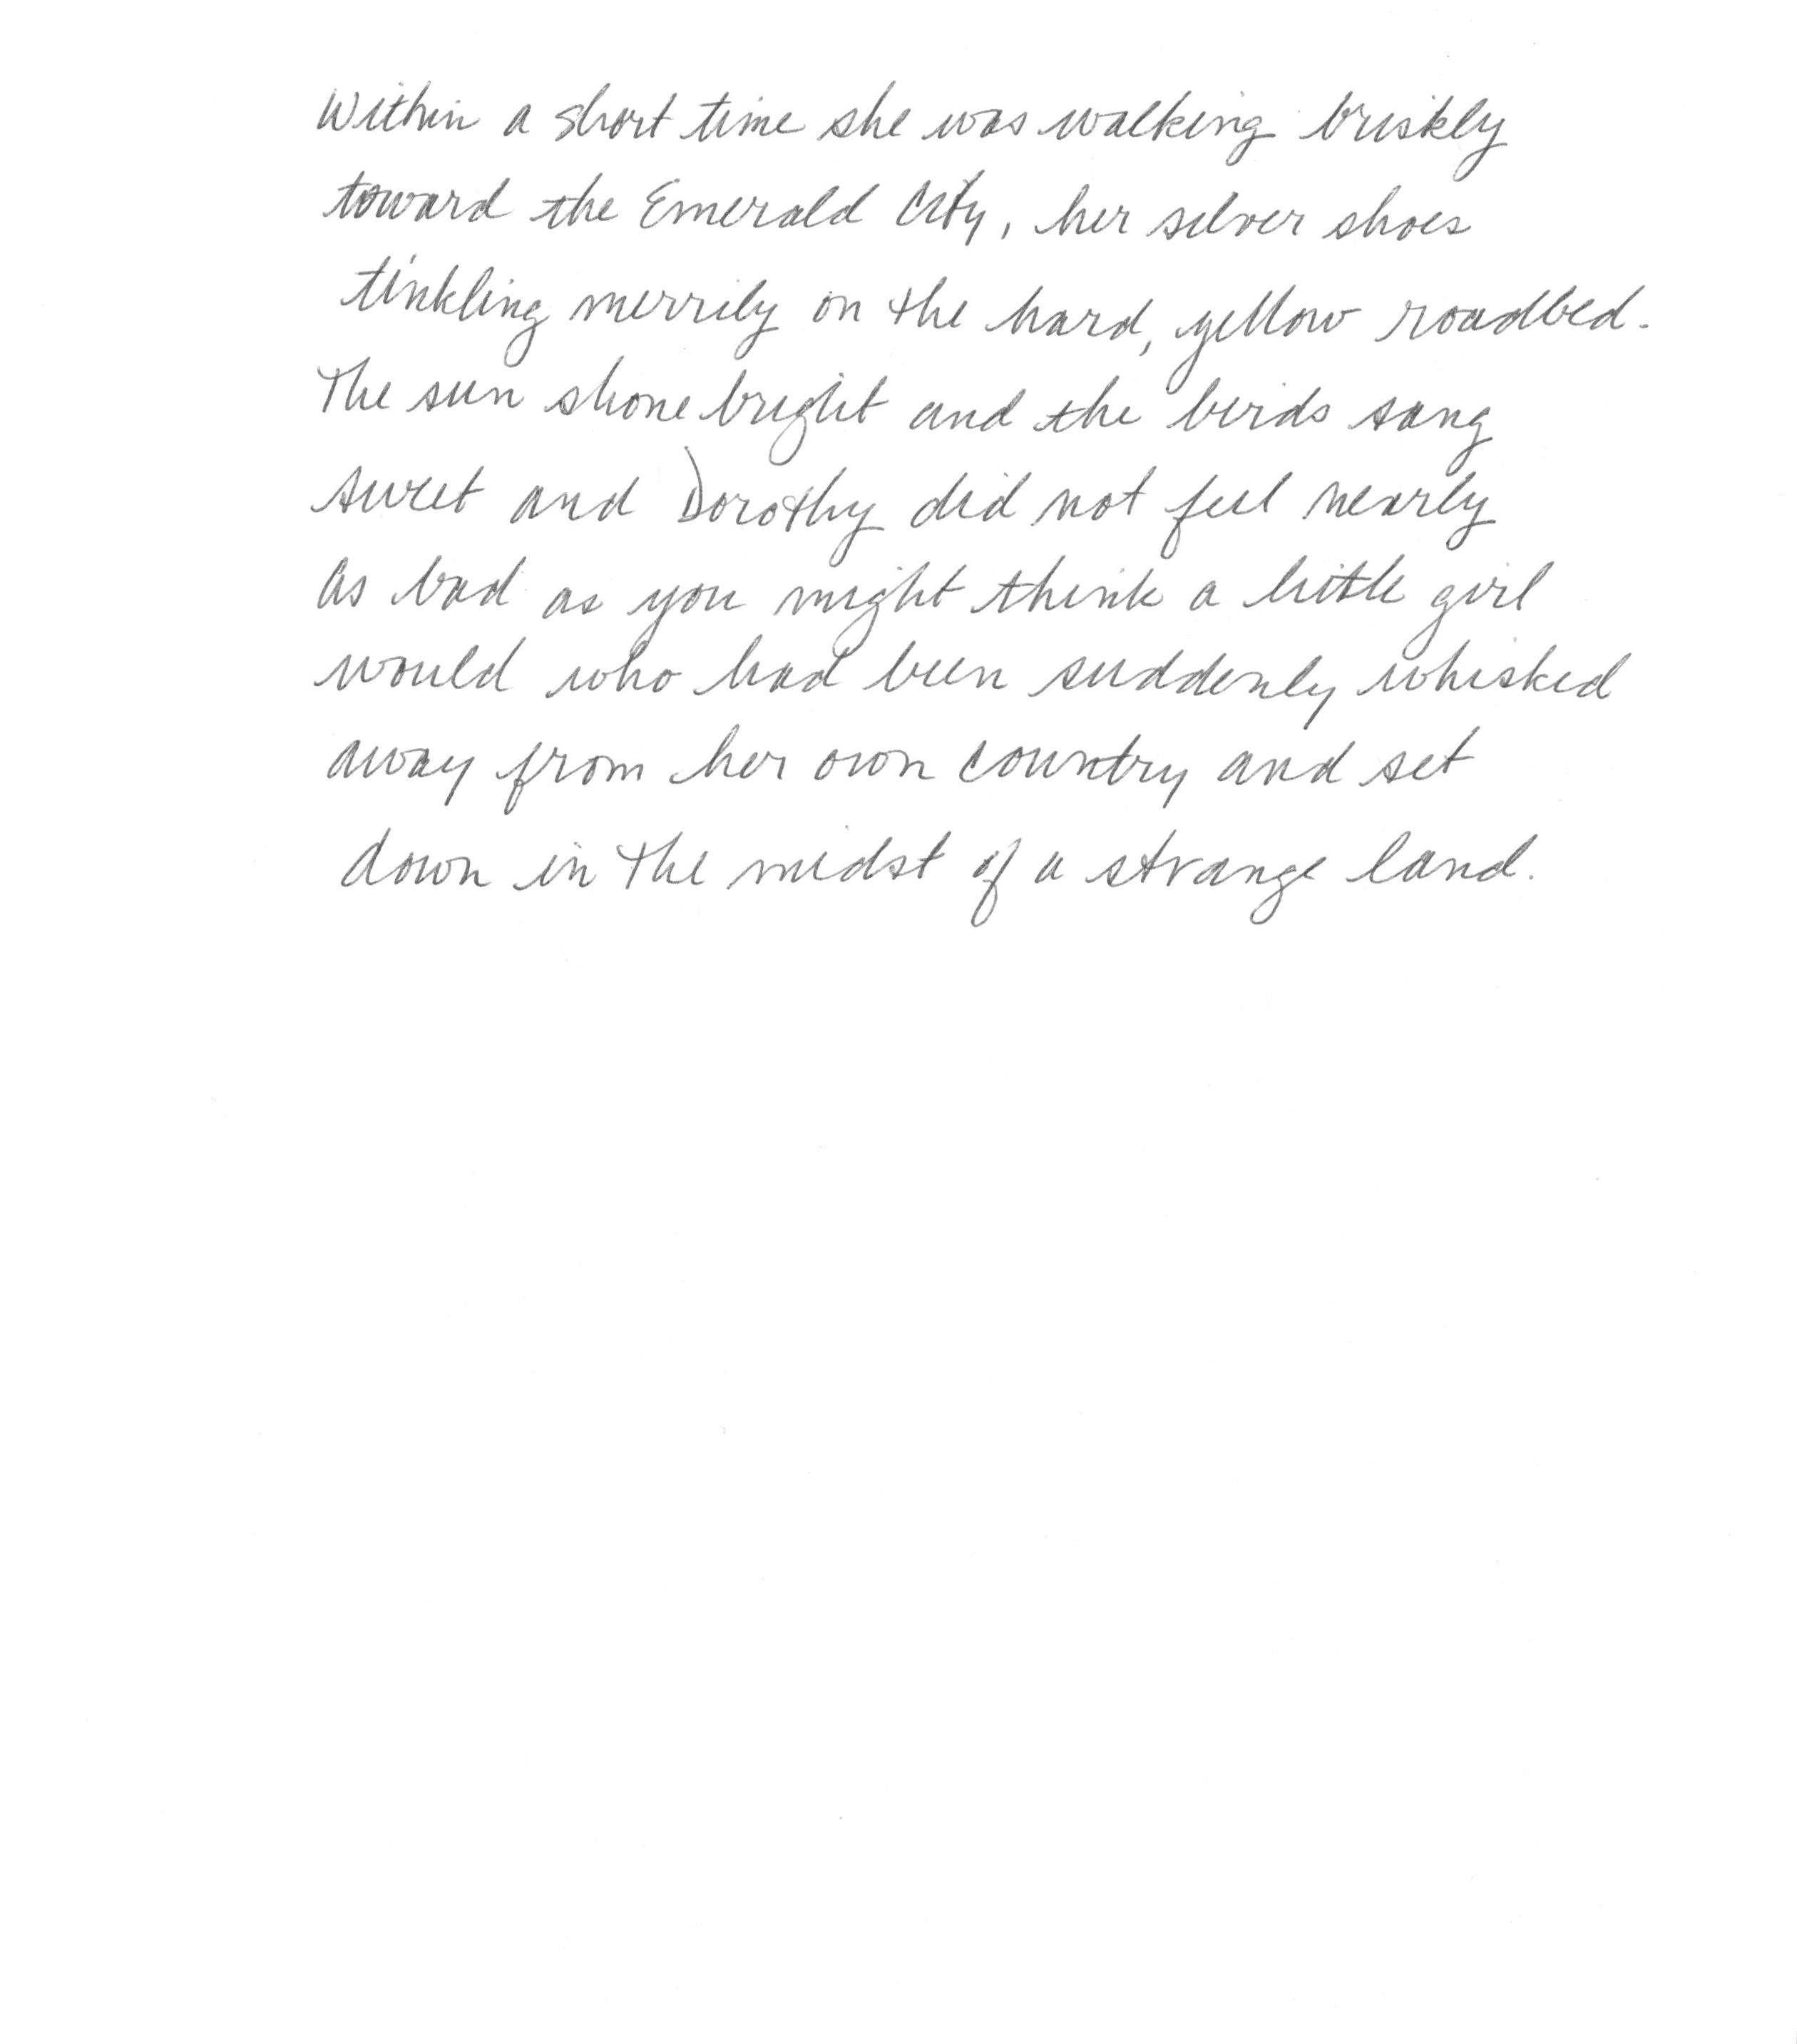 Within a short time she was walking briskly
toward the Emerald City, her silver shoes
tinkling merrily on the hard, yellow roadbed.
The sun shone bright and the birds sang
sweet and Dorothy did not feel nearly
as bad as you might think a little girl
would who had been suddenly whisked
away from her own country and set
down in the midst of a strange land.